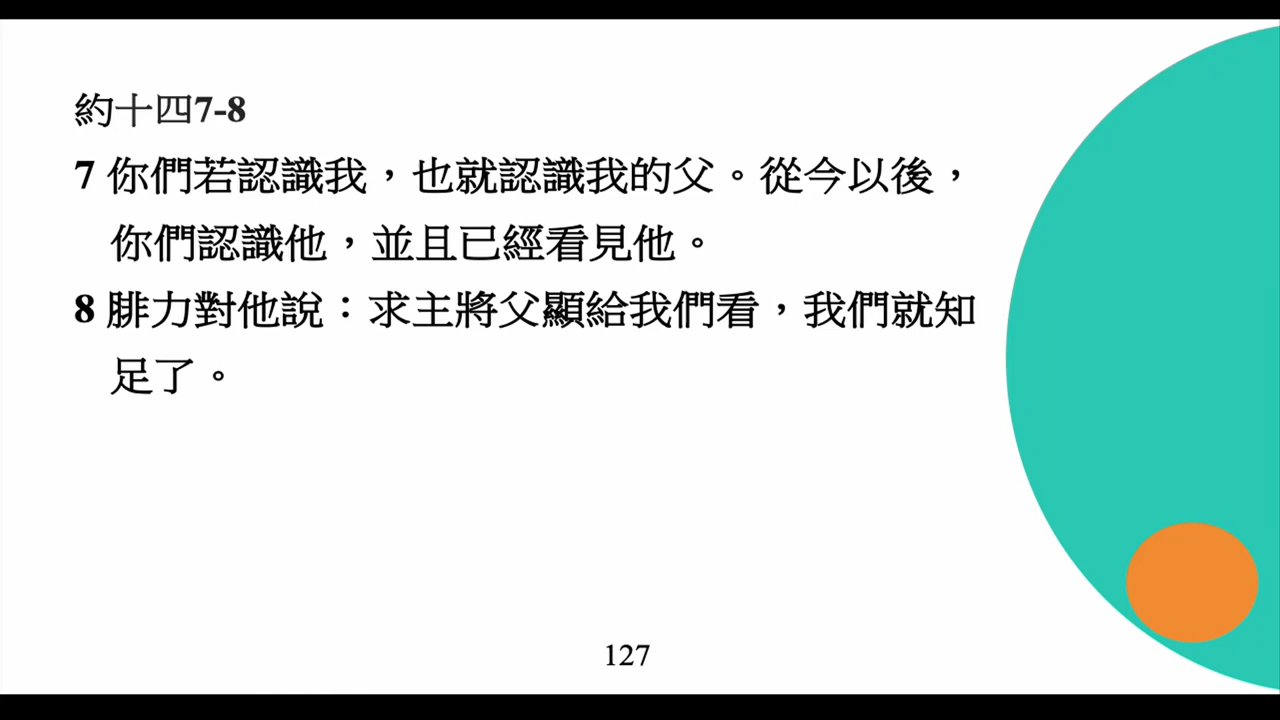 約十四7-8
7 你們若認識我，也就認識我的父。從今以後，
你們認識他，並且已經看見他。
8 腓力對他說：求主將父顯給我們看，我們就知
足了。
127